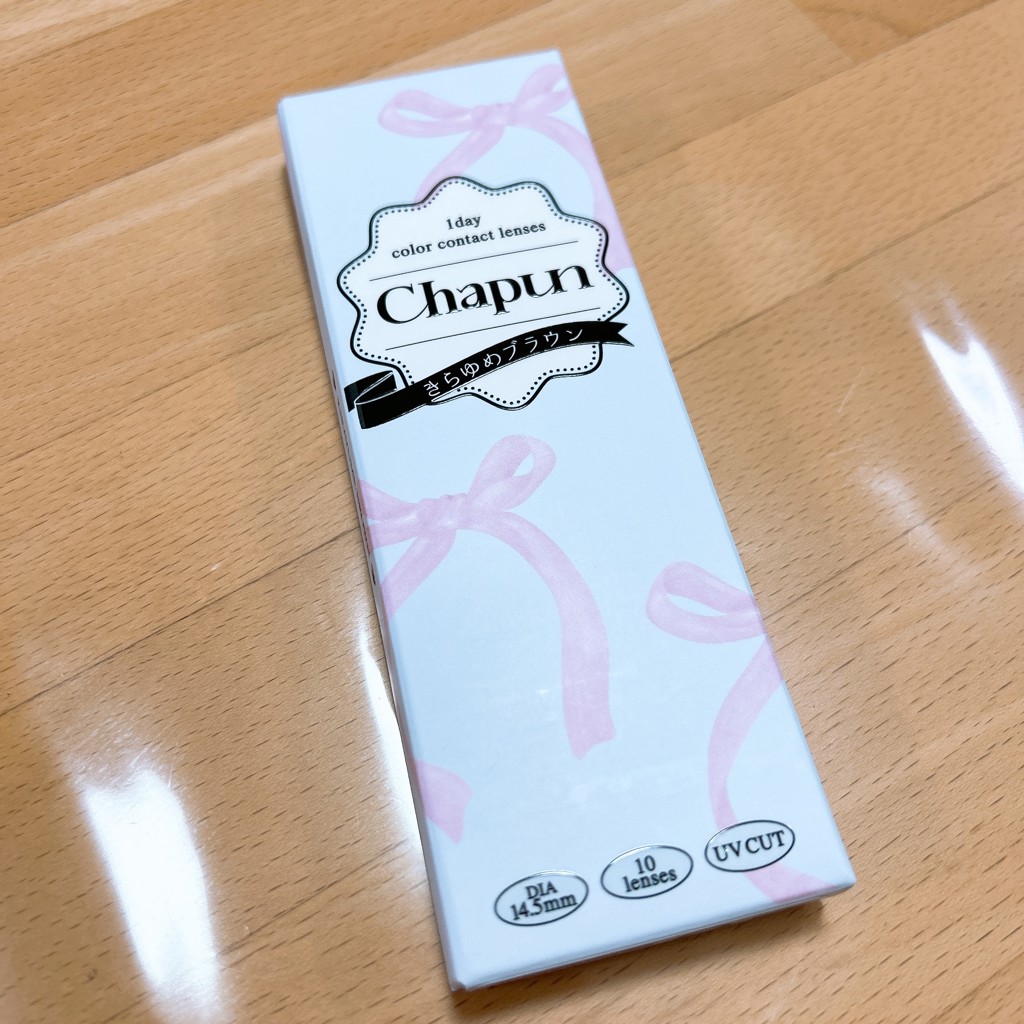 1day
color contact lenses
Chapun
きらゆめブラウン
DIA
14.5mm
10
lenses
UV CUT